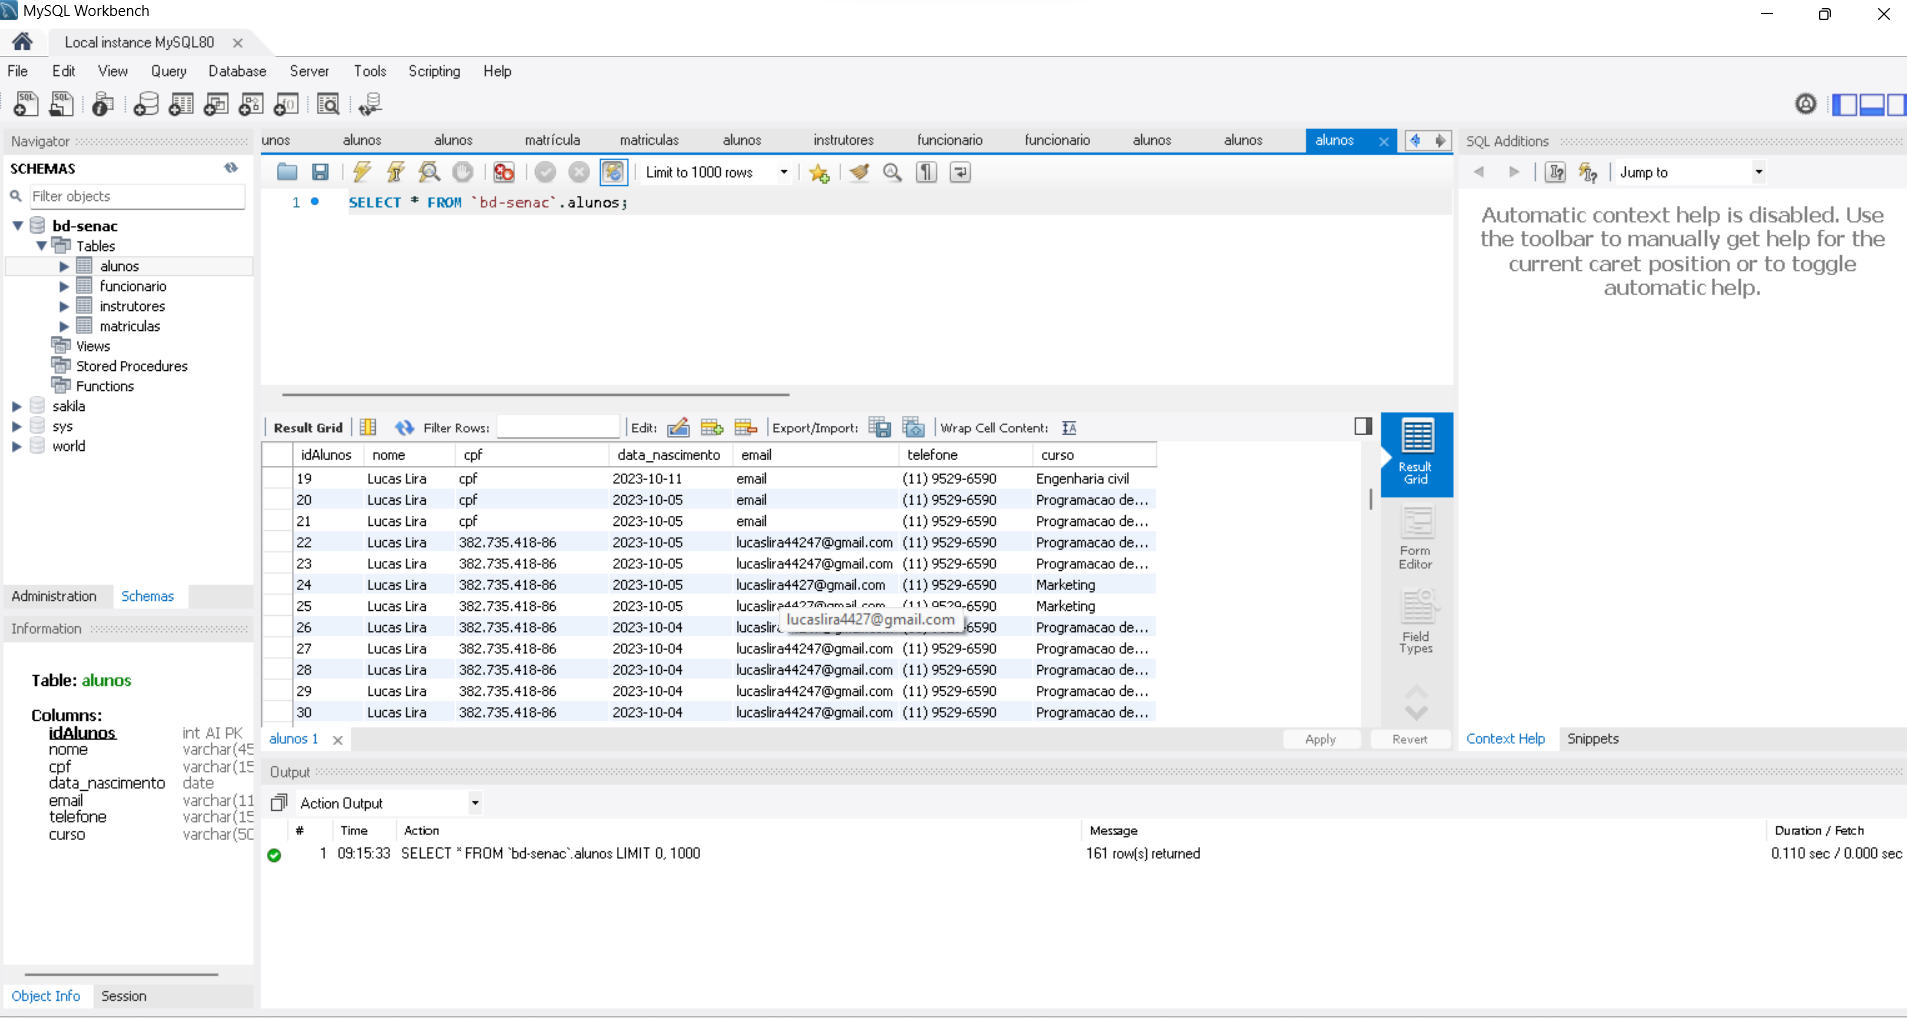 MySQL Workbench
Local instance MySQL80
File Edit View Query Database Server Tools Scripting Help
Navigator
SCHEMAS
Filter objects
bd-senac
Tables
alunos
funcionario
instrutores
matriculas
Views
Stored Procedures
Functions
sakila
sys
world
Administration Schemas
Information
Table: alunos
Columns:
idAlunos int AI PK
nome varchar(45
cpf varchar(15
data_nascimento date
email varchar(11
telefone varchar(15
curso varchar(50
Object Info Session
unos alunos alunos matrícula matriculas alunos instrutores funcionario funcionario alunos alunos alunos
Limit to 1000 rows
1 SELECT * FROM `bd-senac`.alunos;
Result Grid Filter Rows: Edit: Export/Import: Wrap Cell Content:
idAlunos nome cpf data_nascimento email telefone curso
19 Lucas Lira cpf 2023-10-11 email (11) 9529-6590 Engenharia civil
20 Lucas Lira cpf 2023-10-05 email (11) 9529-6590 Programacao de...
21 Lucas Lira cpf 2023-10-05 email (11) 9529-6590 Programacao de...
22 Lucas Lira 382.735.418-86 2023-10-05 lucaslira44247@gmail.com (11) 9529-6590 Programacao de...
23 Lucas Lira 382.735.418-86 2023-10-05 lucaslira44247@gmail.com (11) 9529-6590 Programacao de...
24 Lucas Lira 382.735.418-86 2023-10-05 lucaslira4427@gmail.com (11) 9529-6590 Marketing
25 Lucas Lira 382.735.418-86 2023-10-05 lucaslira4427@gmail.com (11) 9529-6590 Marketing
lucaslira4427@gmail.com
26 Lucas Lira 382.735.418-86 2023-10-04 lucaslir 529-6590 Programacao de...
27 Lucas Lira 382.735.418-86 2023-10-04 lucaslira44247@gmail.com (11) 9529-6590 Programacao de...
28 Lucas Lira 382.735.418-86 2023-10-04 lucaslira44247@gmail.com (11) 9529-6590 Programacao de...
29 Lucas Lira 382.735.418-86 2023-10-04 lucaslira44247@gmail.com (11) 9529-6590 Programacao de...
30 Lucas Lira 382.735.418-86 2023-10-04 lucaslira44247@gmail.com (11) 9529-6590 Programacao de...
Result
Grid
Form
Editor
Field
Types
alunos 1 Apply Revert
SQL Additions
Jump to
Automatic context help is disabled. Use
the toolbar to manually get help for the
current caret position or to toggle
automatic help.
Context Help Snippets
Output
Action Output
# Time Action Message Duration / Fetch
1 09:15:33 SELECT * FROM `bd-senac`.alunos LIMIT 0, 1000 161 row(s) returned 0.110 sec / 0.000 sec